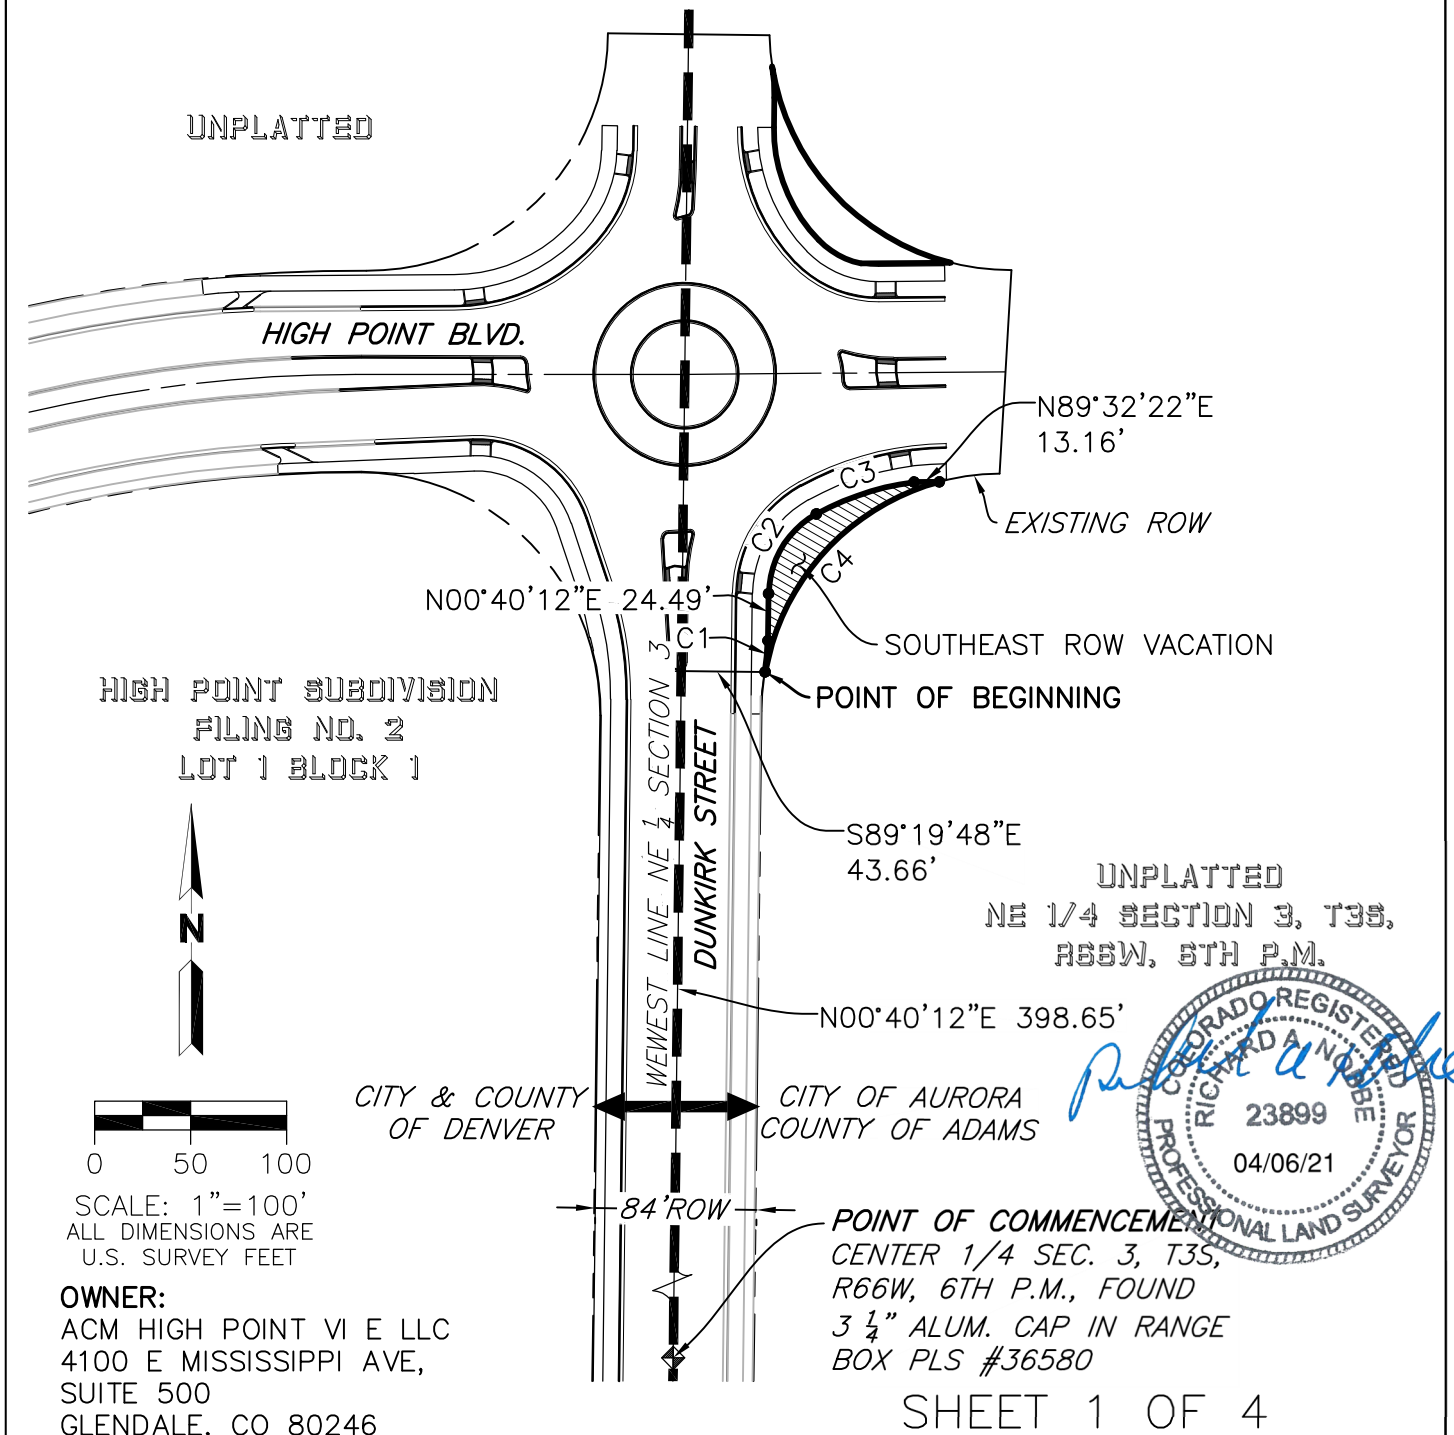 UNPLATTED
HIGH POINT BLVD.
N89°32'22"E
13.16'
C3
EXISTING ROW
C2
C4
N00°40'12"E 24.49'
C1
SOUTHEAST ROW VACATION
POINT OF BEGINNING
HIGH POINT SUBDIVISION
FILING NO. 2
LOT 1 BLOCK 1
WEWEST LINE NE 1/4 SECTION 3
DUNKIRK STREET
S89°19'48"E
43.66'
UNPLATTED
NE 1/4 SECTION 3, T3S,
R66W, 6TH P.M.
N
N00°40'12"E 398.65'
COLORADO REGISTERED
RICHARD A. NOBBE
23899
04/06/21
PROFESSIONAL LAND SURVEYOR
CITY & COUNTY
OF DENVER
CITY OF AURORA
COUNTY OF ADAMS
0 50 100
SCALE: 1"=100'
ALL DIMENSIONS ARE
U.S. SURVEY FEET
84'ROW
POINT OF COMMENCEMENT
CENTER 1/4 SEC. 3, T3S,
R66W, 6TH P.M., FOUND
3 1/4" ALUM. CAP IN RANGE
BOX PLS #36580
OWNER:
ACM HIGH POINT VI E LLC
4100 E MISSISSIPPI AVE,
SUITE 500
GLENDALE, CO 80246
SHEET 1 OF 4